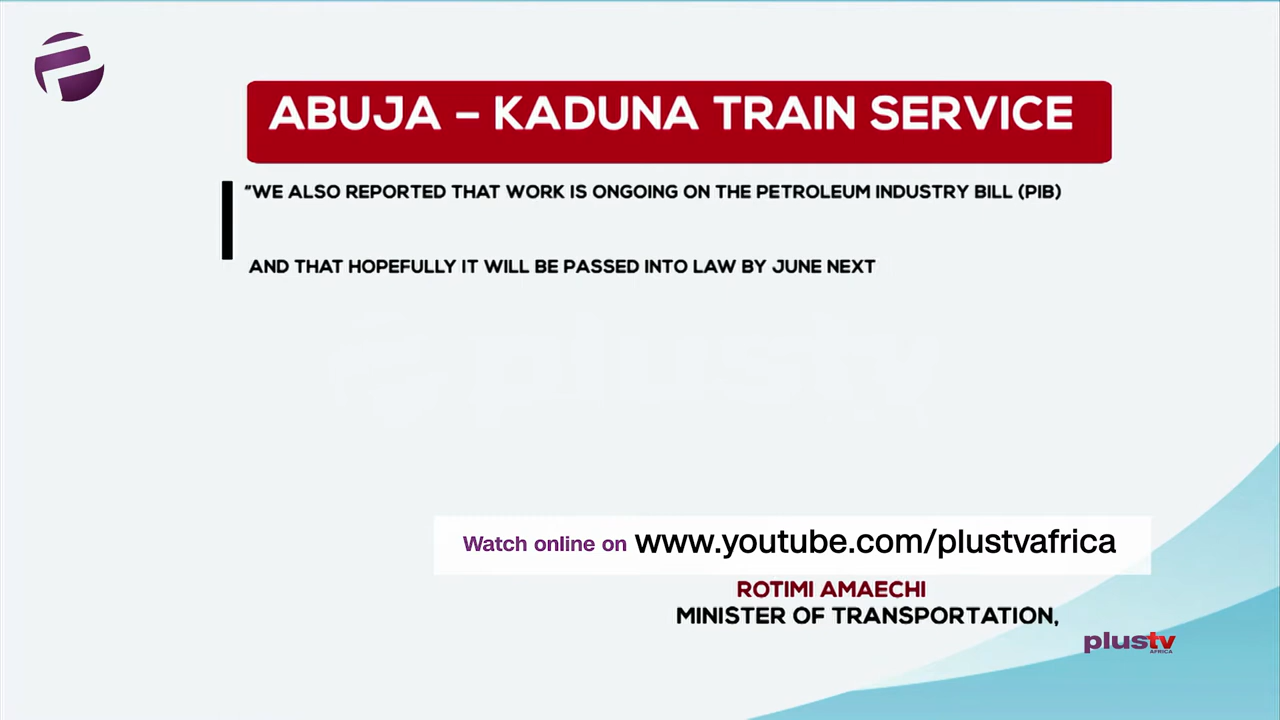 ABUJA – KADUNA TRAIN SERVICE
“WE ALSO REPORTED THAT WORK IS ONGOING ON THE PETROLEUM INDUSTRY BILL (PIB)
AND THAT HOPEFULLY IT WILL BE PASSED INTO LAW BY JUNE NEXT
plustv
Watch online on www.youtube.com/plustvafrica
ROTIMI AMAECHI
MINISTER OF TRANSPORTATION,
plustv
AFRICA